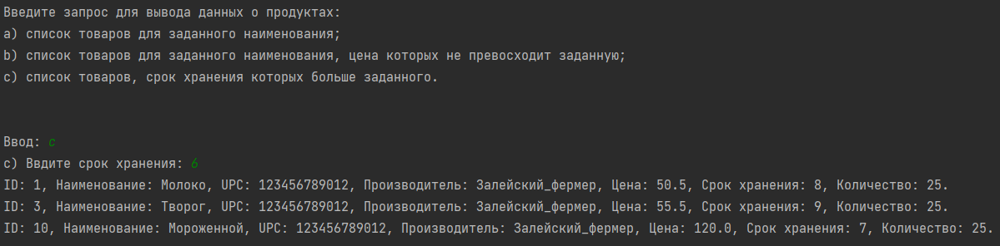 Введите запрос для вывода данных о продуктах:
a) список товаров для заданного наименования;
b) список товаров для заданного наименования, цена которых не превосходит заданную;
c) список товаров, срок хранения которых больше заданного.
Ввод: c
c) Ввдите срок хранения: 6
ID: 1, Наименование: Молоко, UPC: 123456789012, Производитель: Залейский_фермер, Цена: 50.5, Срок хранения: 8, Количество: 25.
ID: 3, Наименование: Творог, UPC: 123456789012, Производитель: Залейский_фермер, Цена: 55.5, Срок хранения: 9, Количество: 25.
ID: 10, Наименование: Мороженной, UPC: 123456789012, Производитель: Залейский_фермер, Цена: 120.0, Срок хранения: 7, Количество: 25.